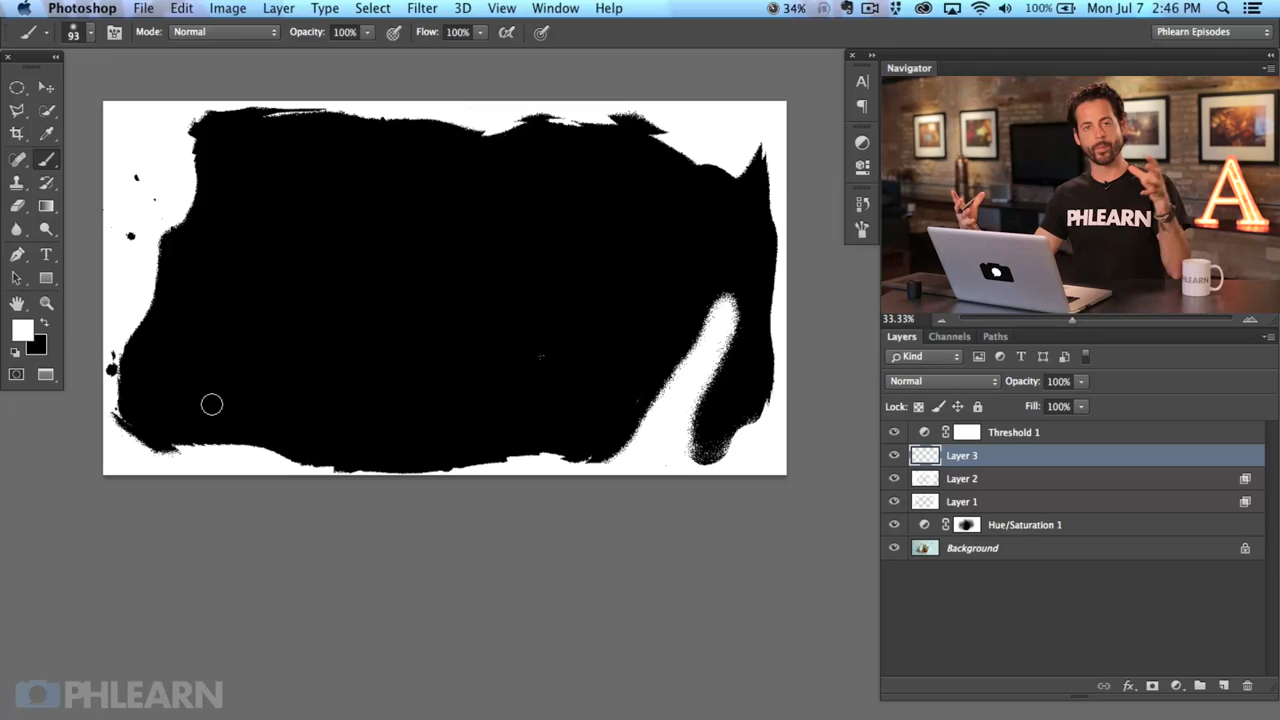 Photoshop File Edit Image Layer Type Select Filter 3D View Window Help 34% 100% Mon Jul 7 2:46 PM
93 Mode: Normal Opacity: 100% Flow: 100% Phlearn Episodes
Navigator
PHLEARN
A
PHLEARN
33.33%
Layers Channels Paths
Kind
Normal Opacity: 100%
Lock: Fill: 100%
Threshold 1
Layer 3
Layer 2
Layer 1
Hue/Saturation 1
Background
fx
PHLEARN